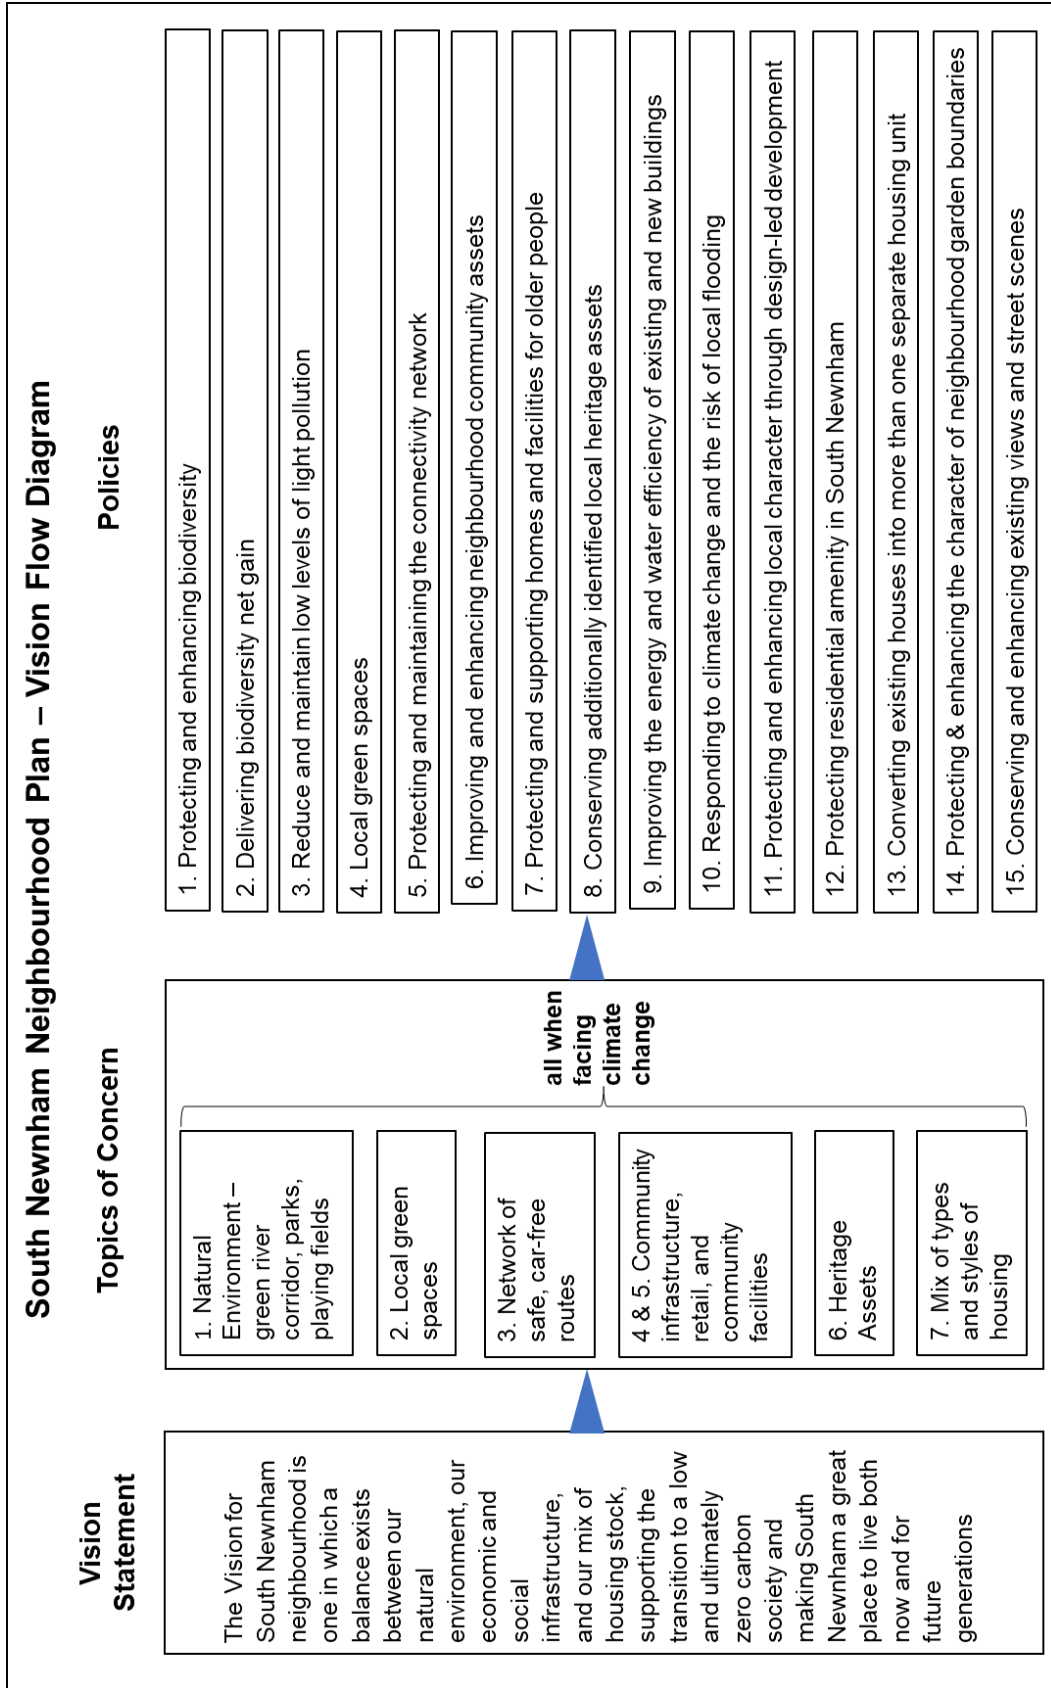 South Newnham Neighbourhood Plan – Vision Flow Diagram
Vision
Statement
The Vision for
South Newnham
neighbourhood is
one in which a
balance exists
between our
natural
environment, our
economic and
social
infrastructure,
and our mix of
housing stock,
supporting the
transition to a low
and ultimately
zero carbon
society and
making South
Newnham a great
place to live both
now and for
future
generations
Topics of Concern
1. Natural
Environment –
green river
corridor, parks,
playing fields
2. Local green
spaces
3. Network of
safe, car-free
routes
4 & 5. Community
infrastructure,
retail, and
community
facilities
6. Heritage
Assets
7. Mix of types
and styles of
housing
all when
facing
climate
change
Policies
1. Protecting and enhancing biodiversity
2. Delivering biodiversity net gain
3. Reduce and maintain low levels of light pollution
4. Local green spaces
5. Protecting and maintaining the connectivity network
6. Improving and enhancing neighbourhood community assets
7. Protecting and supporting homes and facilities for older people
8. Conserving additionally identified local heritage assets
9. Improving the energy and water efficiency of existing and new buildings
10. Responding to climate change and the risk of local flooding
11. Protecting and enhancing local character through design-led development
12. Protecting residential amenity in South Newnham
13. Converting existing houses into more than one separate housing unit
14. Protecting & enhancing the character of neighbourhood garden boundaries
15. Conserving and enhancing existing views and street scenes